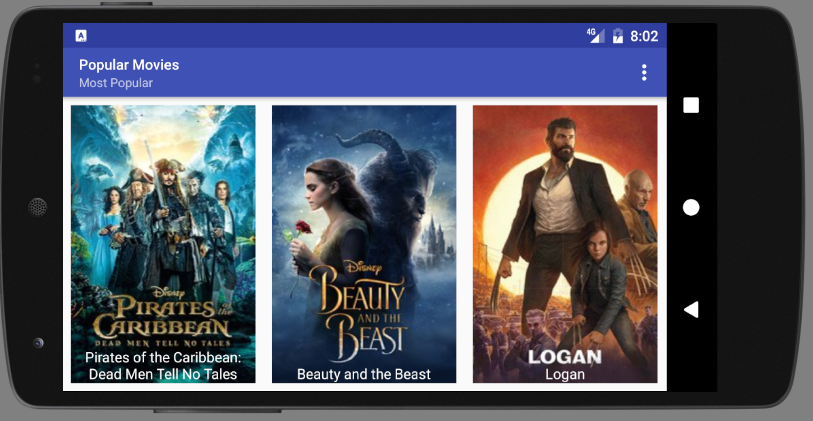 A
4G
8:02
Popular Movies
Most Popular
Disney
PIRATES of the
CARIBBEAN
DEAD MEN TELL NO TALES
Pirates of the Caribbean:
Dead Men Tell No Tales
Disney
BEAUTY
AND THE
BEAST
Beauty and the Beast
LOGAN
Logan